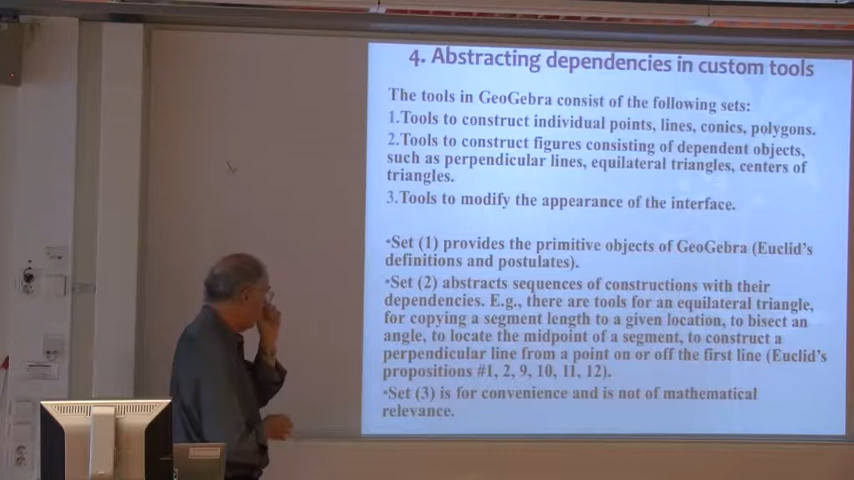 4. Abstracting dependencies in custom tools
The tools in GeoGebra consist of the following sets:
1.Tools to construct individual points, lines, conics, polygons.
2.Tools to construct figures consisting of dependent objects,
such as perpendicular lines, equilateral triangles, centers of
triangles.
3.Tools to modify the appearance of the interface.
•Set (1) provides the primitive objects of GeoGebra (Euclid's
definitions and postulates).
•Set (2) abstracts sequences of constructions with their
dependencies. E.g., there are tools for an equilateral triangle,
for copying a segment length to a given location, to bisect an
angle, to locate the midpoint of a segment, to construct a
perpendicular line from a point on or off the first line (Euclid's
propositions #1, 2, 9, 10, 11, 12).
•Set (3) is for convenience and is not of mathematical
relevance.